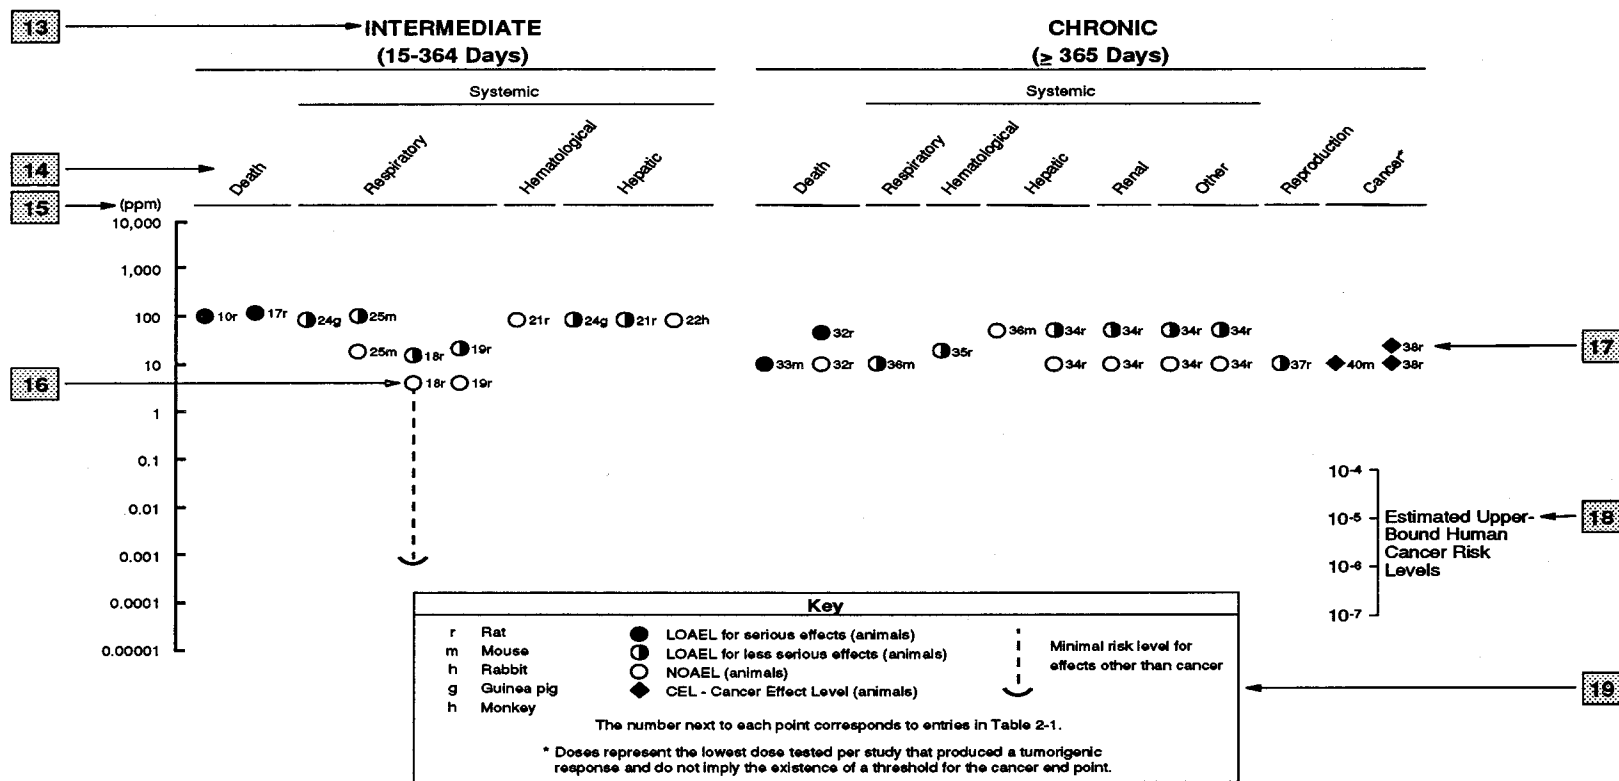 13
INTERMEDIATE
(15-364 Days)
CHRONIC
(≥ 365 Days)
Systemic
Systemic
14
Death
Respiratory
Hematological
Hepatic
Death
Respiratory
Hematological
Hepatic
Renal
Other
Reproduction
Cancer*
15
(ppm)
10,000
1,000
100
10
1
0.1
0.01
0.001
0.0001
0.00001
10r
17r
24g
25m
21r
24g
21r
22h
25m
18r
19r
18r
19r
16
32r
36m
34r
34r
34r
34r
33m
32r
36m
35r
34r
34r
34r
34r
37r
40m
38r
38r
17
10-4
10-5
10-6
10-7
Estimated Upper-
Bound Human
Cancer Risk
Levels
18
Key
r Rat
m Mouse
h Rabbit
g Guinea pig
h Monkey
LOAEL for serious effects (animals)
LOAEL for less serious effects (animals)
NOAEL (animals)
CEL - Cancer Effect Level (animals)
Minimal risk level for
effects other than cancer
19
The number next to each point corresponds to entries in Table 2-1.
* Doses represent the lowest dose tested per study that produced a tumorigenic
response and do not imply the existence of a threshold for the cancer end point.